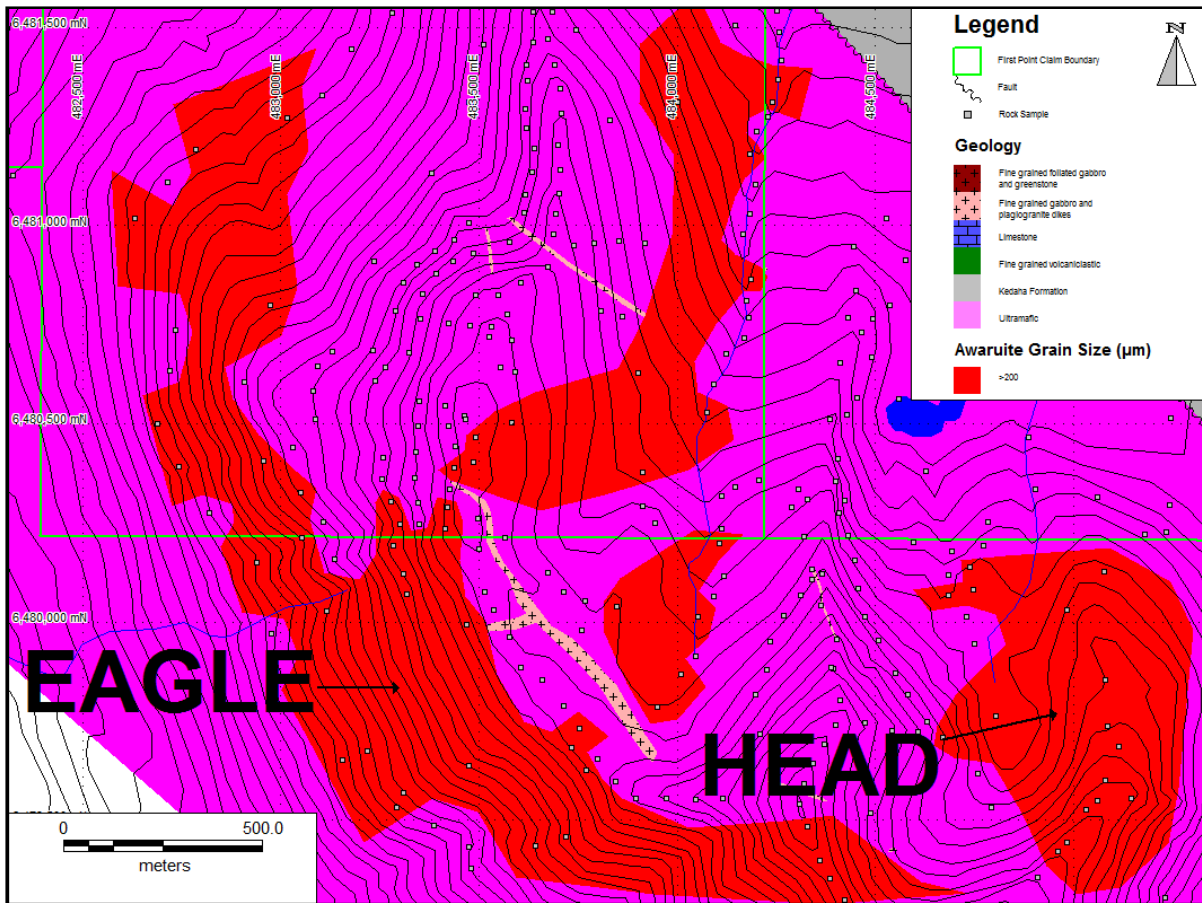 6,481,500 mN
482,500 mE
483,000 mE
483,500 mE
484,000 mE
484,500 mE
6,481,000 mN
6,480,500 mN
6,480,000 mN
EAGLE
HEAD
0 500.0
meters
Legend
N
First Point Claim Boundary
Fault
Rock Sample
Geology
Fine grained foliated gabbro
and greenstone
Fine grained gabbro and
plagiogranite dikes
Limestone
Fine grained volcaniclastic
Kedaha Formation
Ultramafic
Awaruite Grain Size (µm)
>200